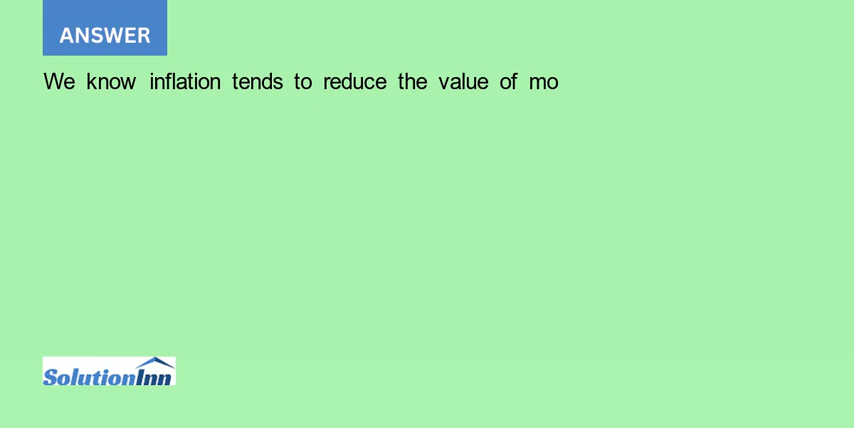 ANSWER
We know inflation tends to reduce the value of mo
SolutionInn